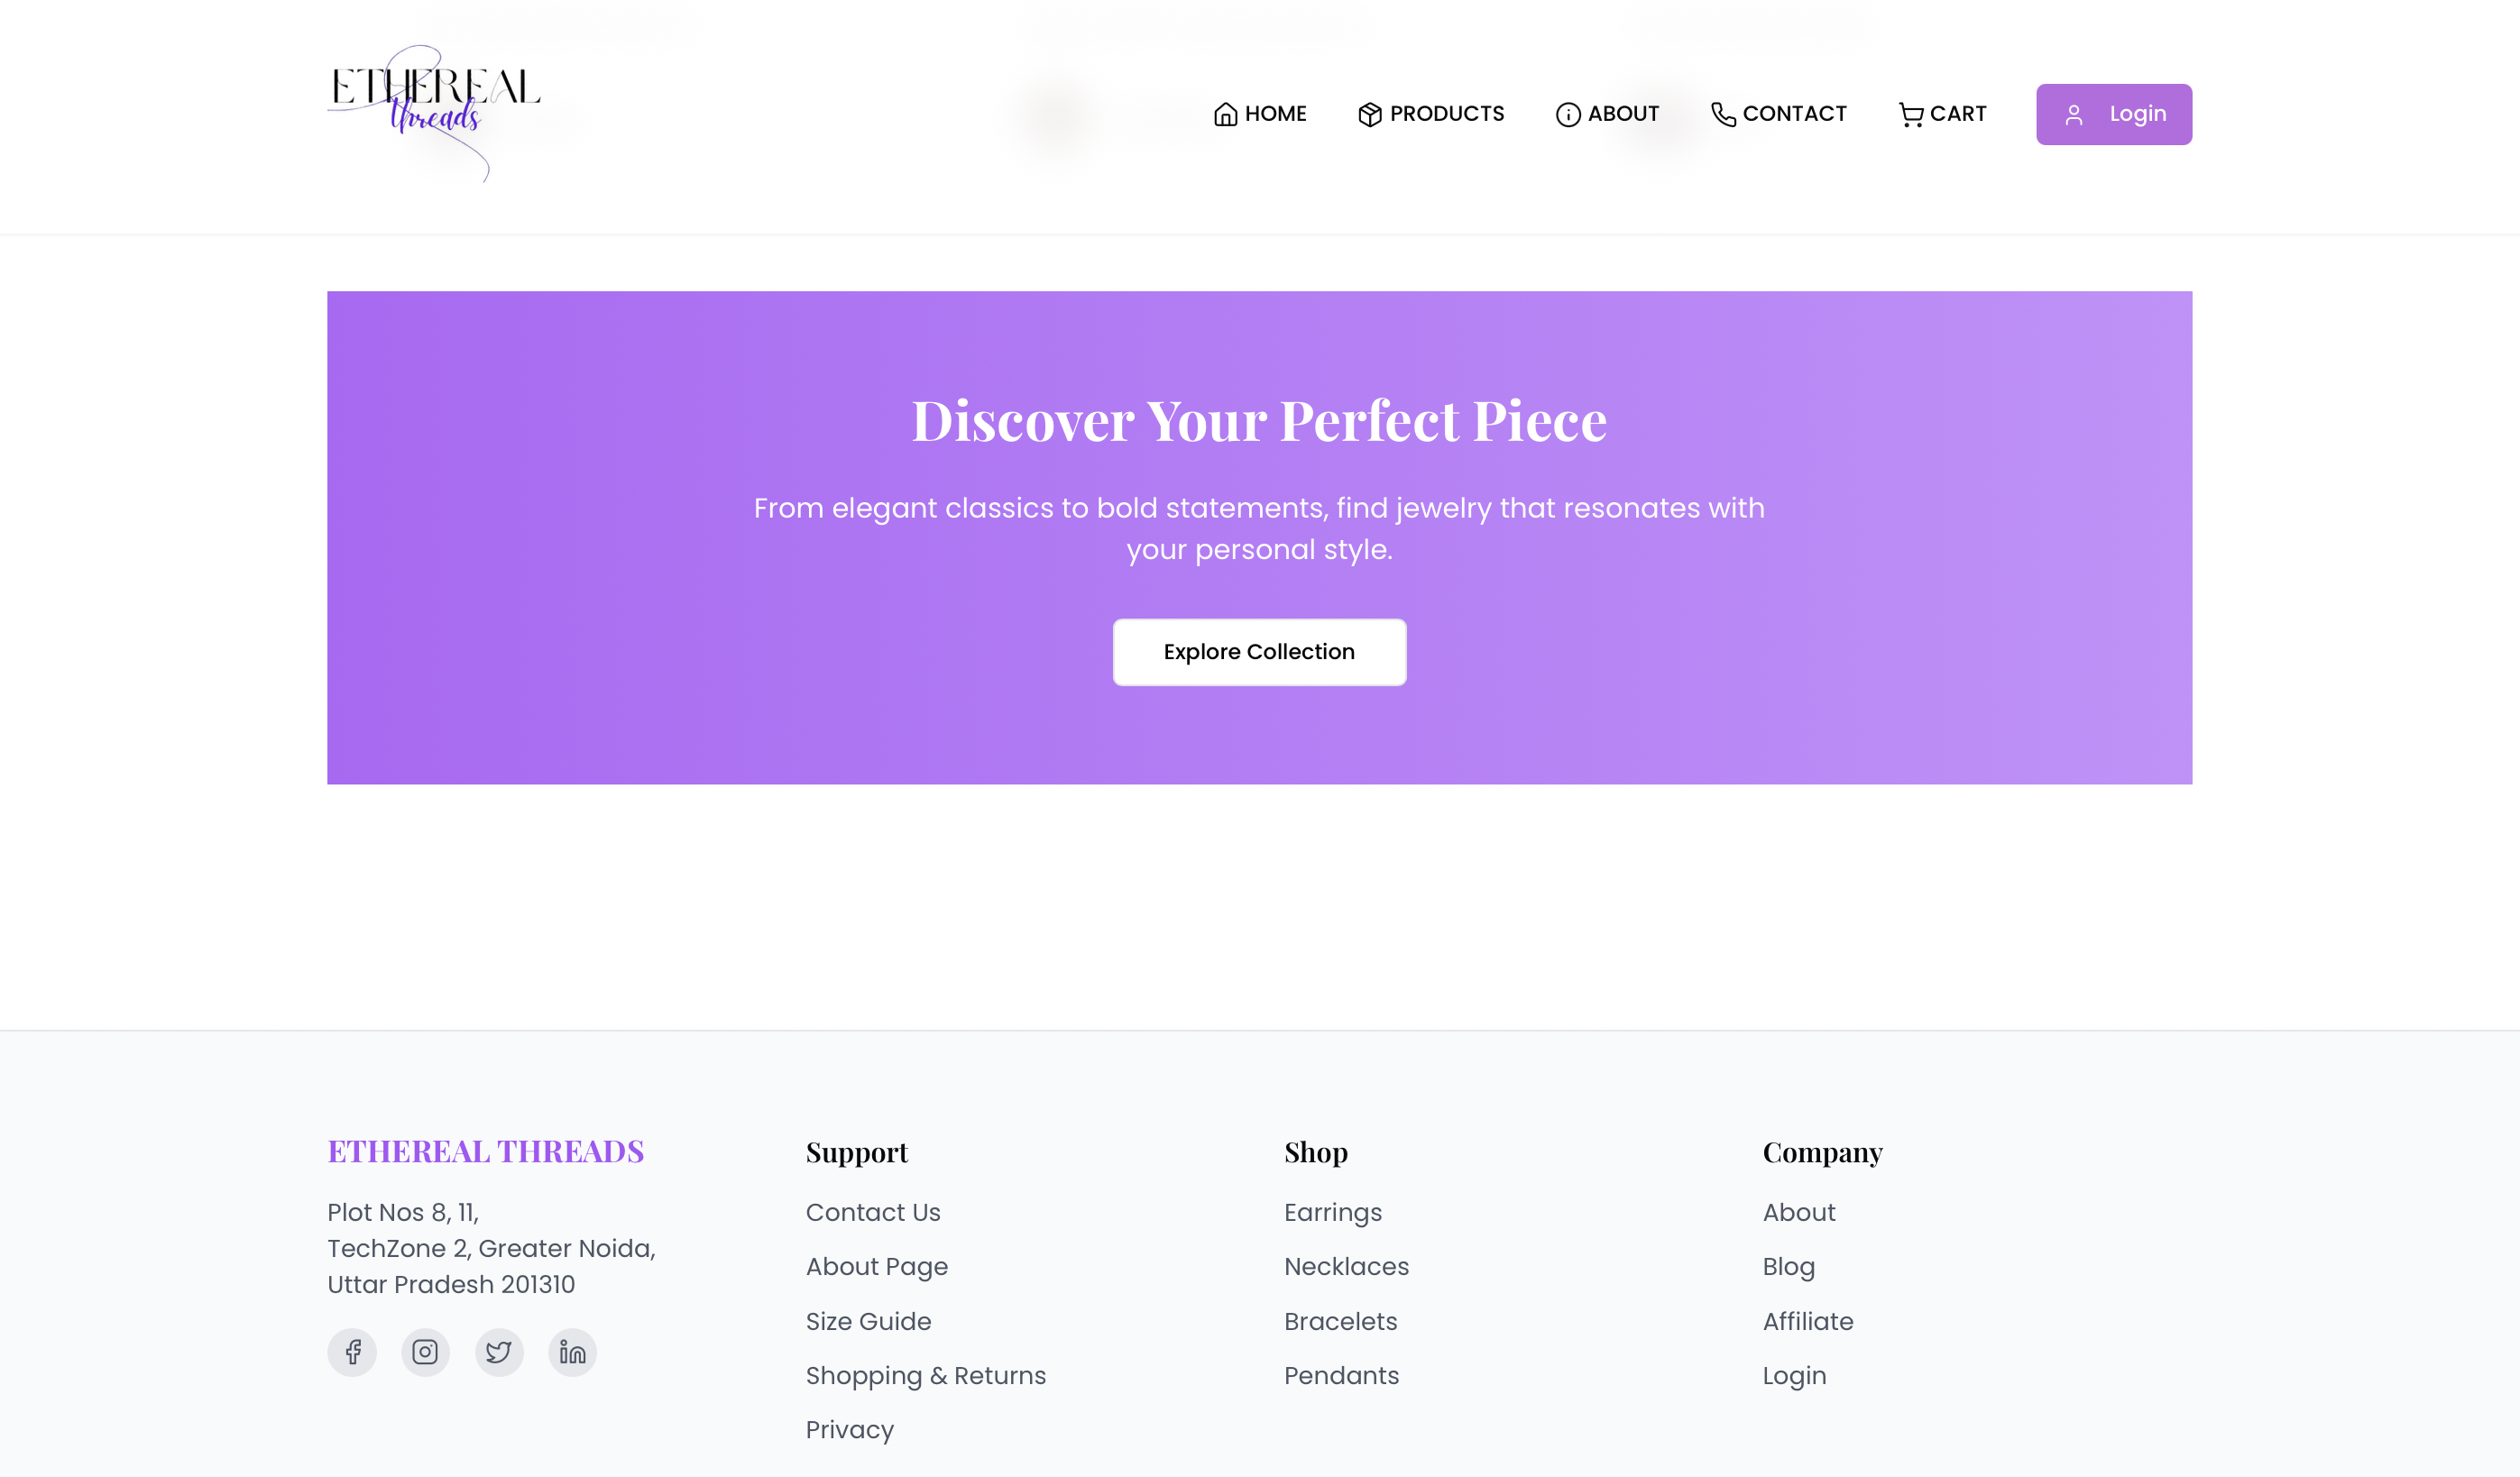 ETHEREAL
threads
HOME
PRODUCTS
ABOUT
CONTACT
CART
Login
Discover Your Perfect Piece
From elegant classics to bold statements, find jewelry that resonates with
your personal style.
Explore Collection
ETHEREAL THREADS
Plot Nos 8, 11,
TechZone 2, Greater Noida,
Uttar Pradesh 201310
Support
Contact Us
About Page
Size Guide
Shopping & Returns
Privacy
Shop
Earrings
Necklaces
Bracelets
Pendants
Company
About
Blog
Affiliate
Login